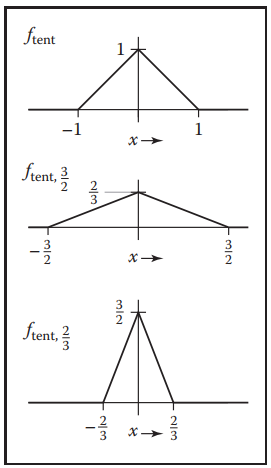 f_tent
1
−1 1
x →
f_tent, 3/2
2/3
−3/2 x → 3/2
3/2
f_tent, 2/3
−2/3 x → 2/3